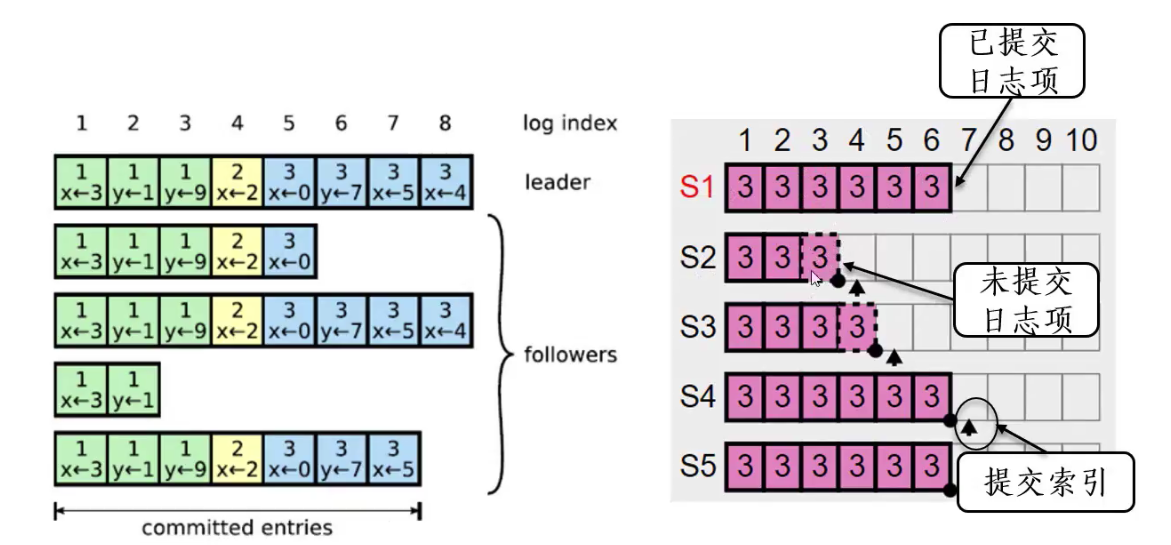 已提交
日志项
1 2 3 4 5 6 7 8 log index
1 1 1 2 3 3 3 3
x←3 y←1 y←9 x←2 x←0 y←7 x←5 x←4
leader
1 1 1 2 3
x←3 y←1 y←9 x←2 x←0
1 1 1 2 3 3 3 3
x←3 y←1 y←9 x←2 x←0 y←7 x←5 x←4
followers
1 1
x←3 y←1
1 1 1 2 3 3 3
x←3 y←1 y←9 x←2 x←0 y←7 x←5
committed entries
1 2 3 4 5 6 7 8 9 10
S1 3 3 3 3 3 3
S2 3 3 3
未提交
日志项
S3 3 3 3 3
S4 3 3 3 3 3 3
S5 3 3 3 3 3 3
提交索引